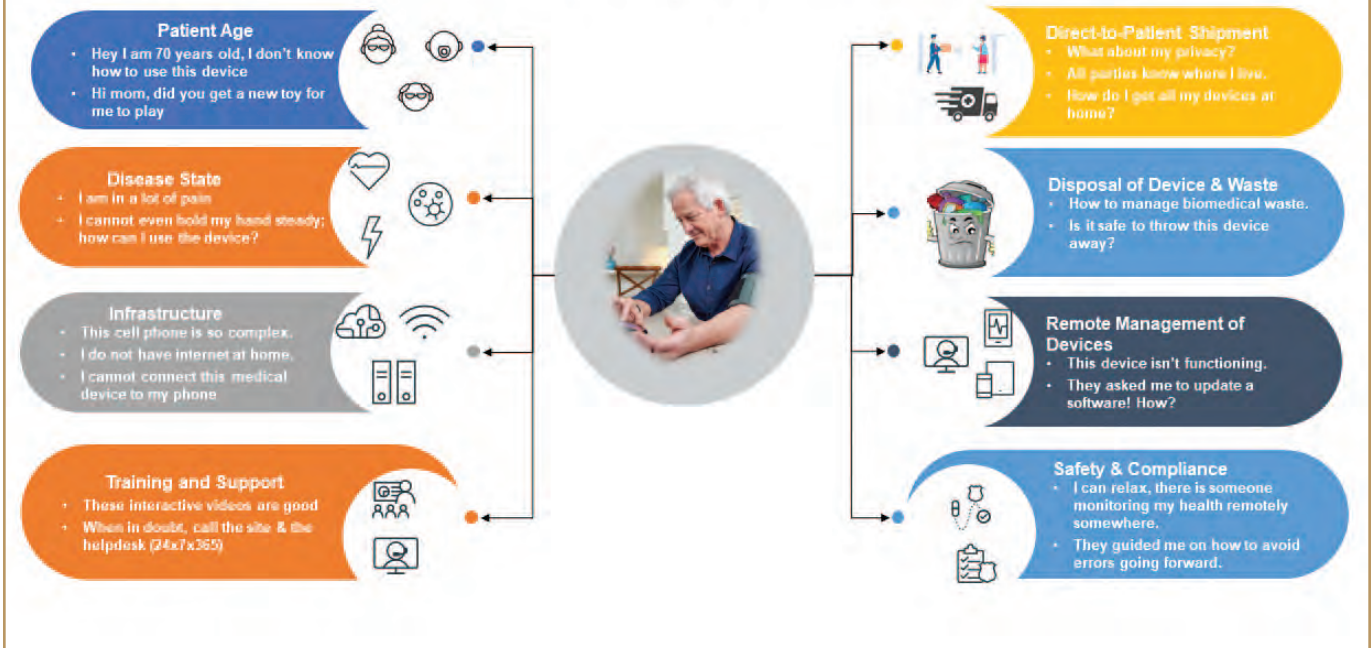 Patient Age
• Hey I am 70 years old, I don't know
how to use this device
• Hi mom, did you get a new toy for
me to play
Disease State
• I am in a lot of pain
• I cannot even hold my hand steady;
how can I use the device?
Infrastructure
• This cell phone is so complex.
• I do not have internet at home.
• I cannot connect this medical
device to my phone
Training and Support
• These interactive videos are good
• When in doubt, call the site & the
helpdesk (24x7x365)
Direct-to-Patient Shipment
• What about my privacy?
• All parties know where I live.
• How do I get all my devices at
home?
Disposal of Device & Waste
• How to manage biomedical waste.
• Is it safe to throw this device
away?
Remote Management of
Devices
• This device isn't functioning.
• They asked me to update a
software! How?
Safety & Compliance
• I can relax, there is someone
monitoring my health remotely
somewhere.
• They guided me on how to avoid
errors going forward.